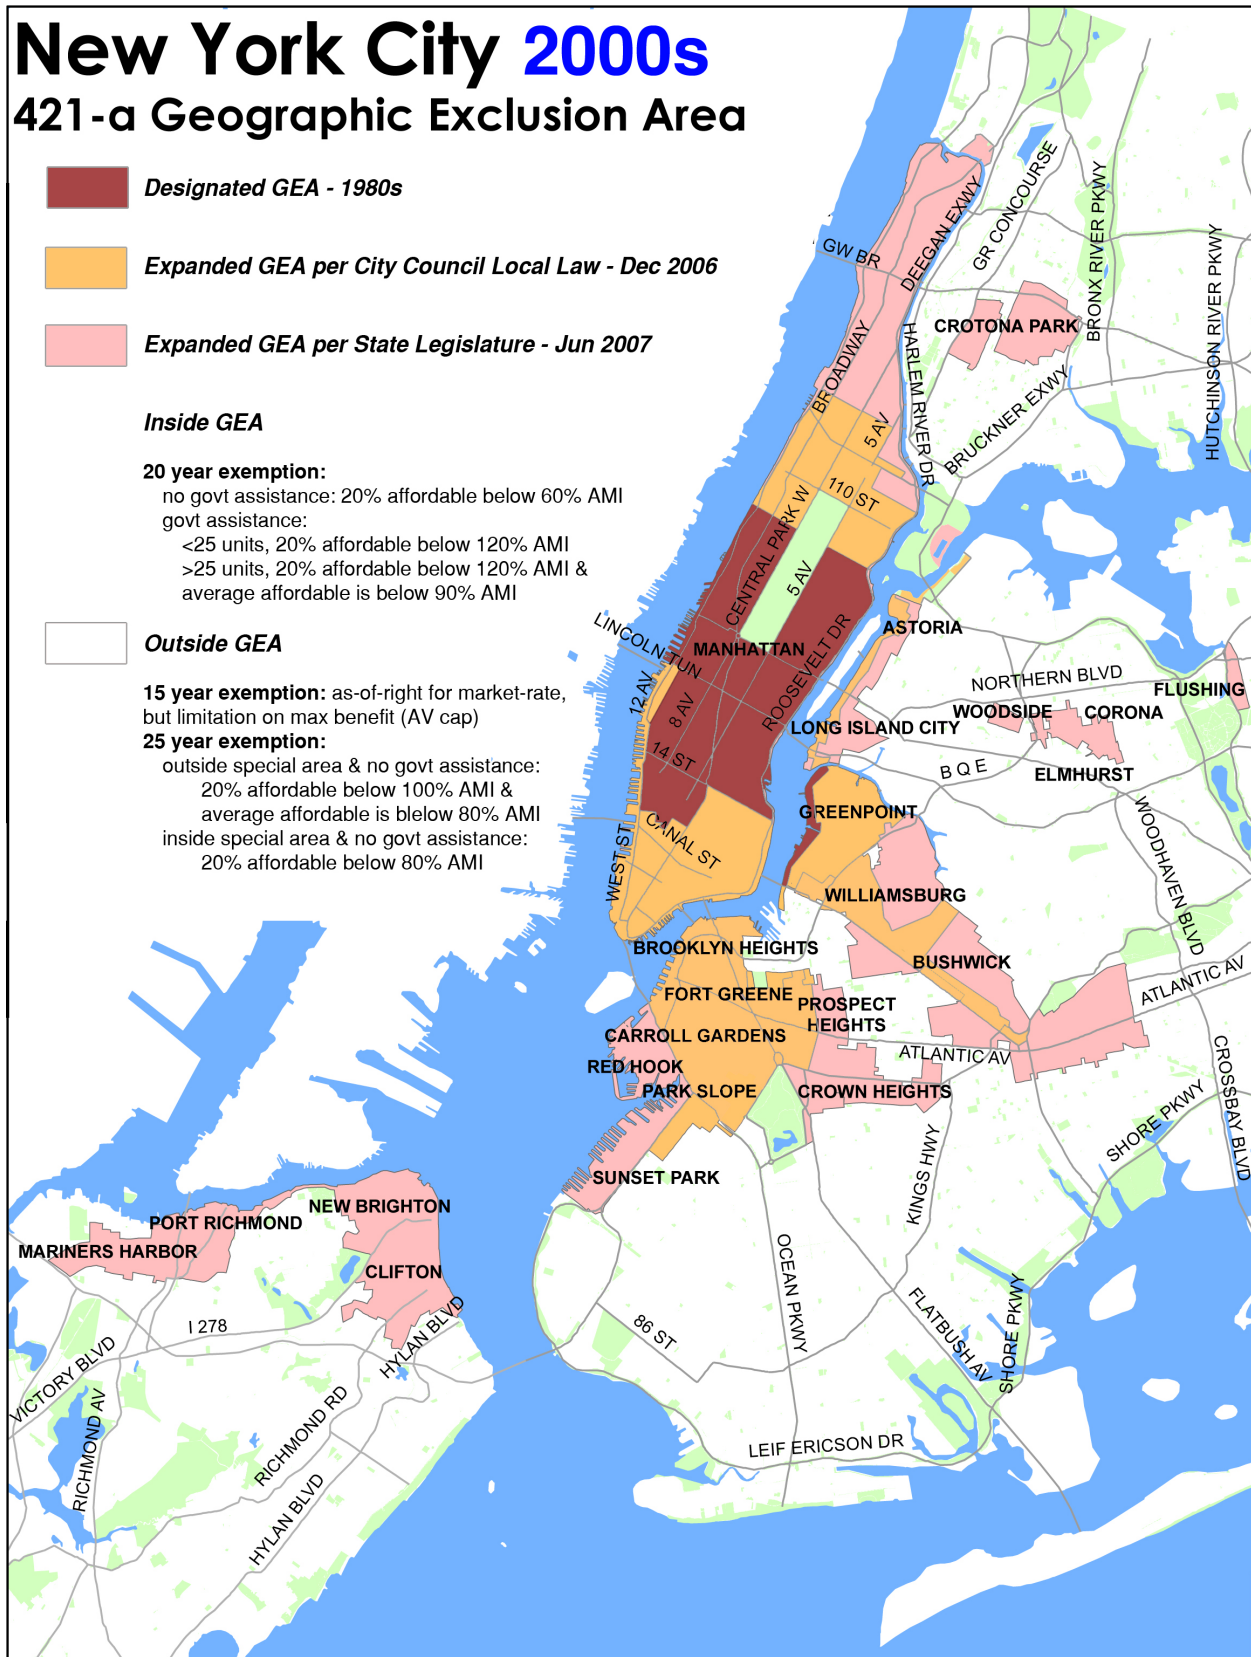 New York City 2000s
421-a Geographic Exclusion Area
Designated GEA - 1980s
Expanded GEA per City Council Local Law - Dec 2006
Expanded GEA per State Legislature - Jun 2007
Inside GEA
20 year exemption:
no govt assistance: 20% affordable below 60% AMI
govt assistance:
<25 units, 20% affordable below 120% AMI
>25 units, 20% affordable below 120% AMI &
average affordable is below 90% AMI
Outside GEA
15 year exemption: as-of-right for market-rate,
but limitation on max benefit (AV cap)
25 year exemption:
outside special area & no govt assistance:
20% affordable below 100% AMI &
average affordable is blelow 80% AMI
inside special area & no govt assistance:
20% affordable below 80% AMI
GW BR
DEEGAN EXWY
GR CONCOURSE
BRONX RIVER PKWY
HUTCHINSON RIVER PKWY
CROTONA PARK
BROADWAY
HARLEM RIVER DR
BRUCKNER EXWY
5 AV
110 ST
CENTRAL PARK W
5 AV
LINCOLN TUN
MANHATTAN
ROOSEVELT DR
12 AV
8 AV
14 ST
ASTORIA
NORTHERN BLVD
FLUSHING
WOODSIDE
CORONA
LONG ISLAND CITY
B Q E
ELMHURST
GREENPOINT
WOODHAVEN BLVD
CANAL ST
WEST ST
WILLIAMSBURG
BROOKLYN HEIGHTS
BUSHWICK
ATLANTIC AV
FORT GREENE
PROSPECT
HEIGHTS
CARROLL GARDENS
ATLANTIC AV
RED HOOK
PARK SLOPE
CROWN HEIGHTS
CROSSBAY BLVD
SHORE PKWY
SUNSET PARK
KINGS HWY
NEW BRIGHTON
PORT RICHMOND
MARINERS HARBOR
CLIFTON
I 278
HYLAN BLVD
VICTORY BLVD
RICHMOND AV
RICHMOND RD
HYLAN BLVD
OCEAN PKWY
86 ST
FLATBUSH AV
SHORE PKWY
LEIF ERICSON DR